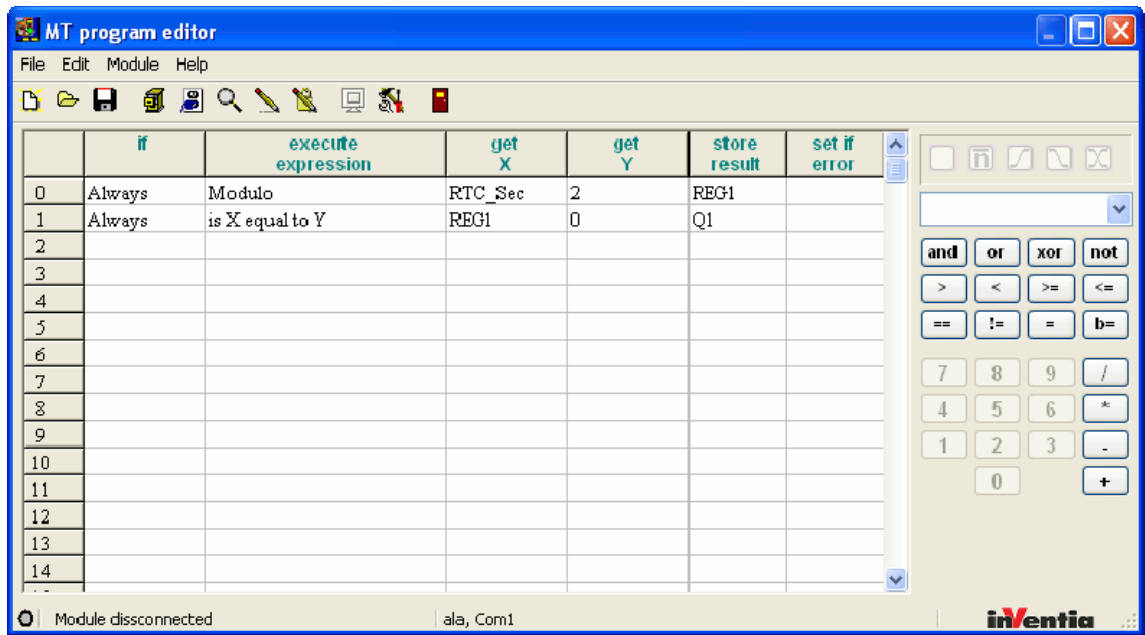 MT program editor
File Edit Module Help
if execute expression get X get Y store result set if error
0 Always Modulo RTC_Sec 2 REG1
1 Always is X equal to Y REG1 0 Q1
2
3
4
5
6
7
8
9
10
11
12
13
14
n
and or xor not
> < >= <=
== != = b=
7 8 9 /
4 5 6 *
1 2 3 -
0 +
Module dissconnected ala, Com1 inVentia